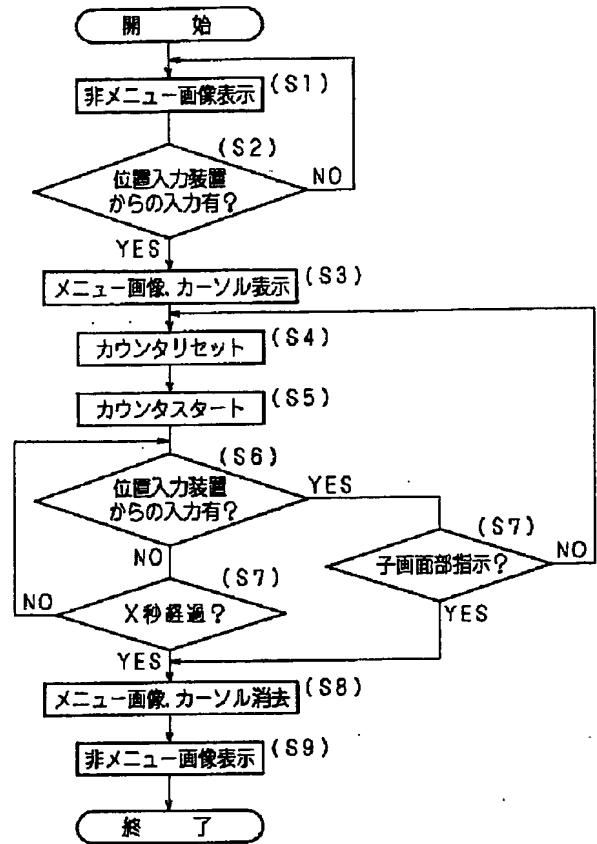 開始
非メニュー画像表示
(S1)
(S2)
位置入力装置
からの入力有?
NO
YES
メニュー画像,カーソル表示
(S3)
カウンタリセット
(S4)
カウンタスタート
(S5)
(S6)
位置入力装置
からの入力有?
YES
NO
(S7)
子画面部指示?
NO
YES
(S7)
X秒経過?
NO
YES
メニュー画像,カーソル消去
(S8)
非メニュー画像表示
(S9)
終了